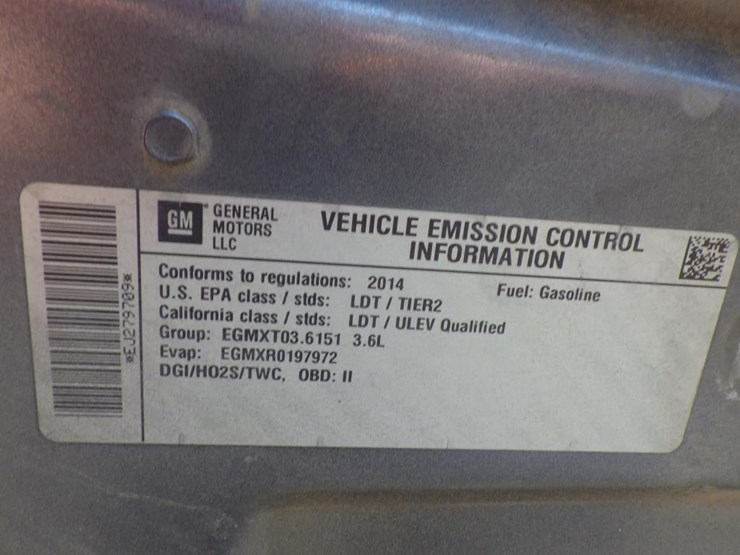 *EJ279709*
GM GENERAL
MOTORS
LLC
VEHICLE EMISSION CONTROL
INFORMATION
Conforms to regulations: 2014 Fuel: Gasoline
U.S. EPA class / stds: LDT / TIER2
California class / stds: LDT / ULEV Qualified
Group: EGMXT03.6151 3.6L
Evap: EGMXR0197972
DGI/HO2S/TWC, OBD: II